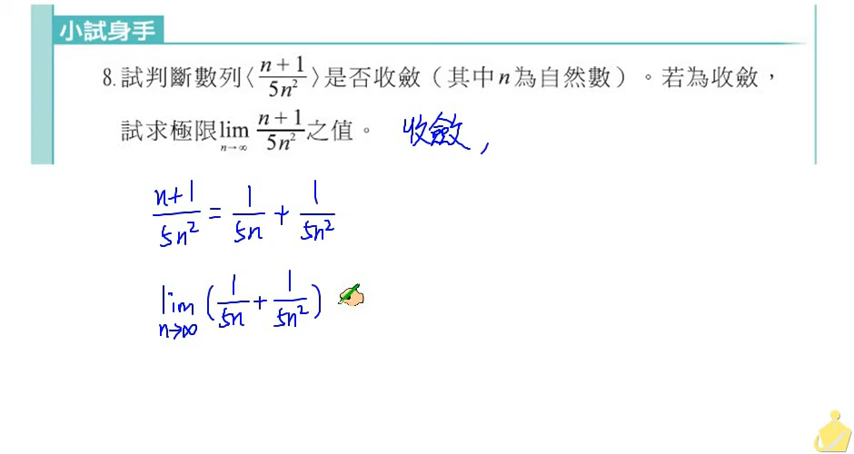 小試身手
8.試判斷數列〈(n+1)/(5n²)〉是否收斂（其中n為自然數）。若為收斂，
試求極限lim_{n→∞} (n+1)/(5n²)之值。 收斂,
(n+1)/(5n²) = 1/(5n) + 1/(5n²)
lim_{n→∞} (1/(5n) + 1/(5n²))